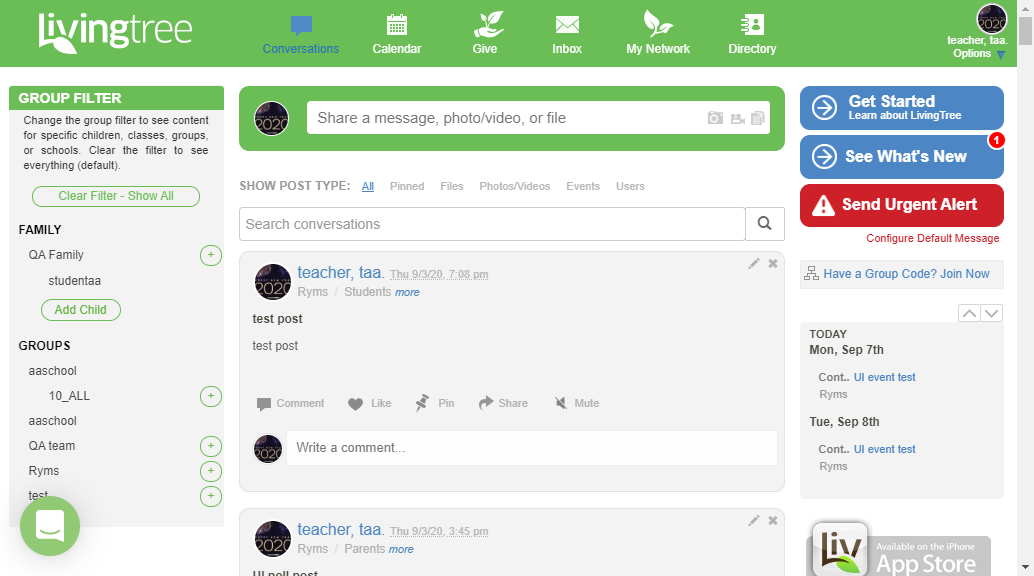 livingtree
Conversations
Calendar
Give
Inbox
My Network
Directory
2020
teacher, taa.
Options
GROUP FILTER
Change the group filter to see content
for specific children, classes, groups,
or schools. Clear the filter to see
everything (default).
Clear Filter - Show All
FAMILY
QA Family
+
studentaa
Add Child
GROUPS
aaschool
10_ALL
+
aaschool
QA team
+
Ryms
+
test
+
2020
Share a message, photo/video, or file
SHOW POST TYPE: All Pinned Files Photos/Videos Events Users
Search conversations
2020
teacher, taa. Thu 9/3/20, 7:08 pm
Ryms / Students more
test post
test post
Comment Like Pin Share Mute
2020
Write a comment...
2020
teacher, taa. Thu 9/3/20, 3:45 pm
Ryms / Parents more
UI poll post
Get Started
Learn about LivingTree
See What's New
1
Send Urgent Alert
Configure Default Message
Have a Group Code? Join Now
TODAY
Mon, Sep 7th
Cont.. UI event test
Ryms
Tue, Sep 8th
Cont.. UI event test
Ryms
Liv
Available on the iPhone
App Store